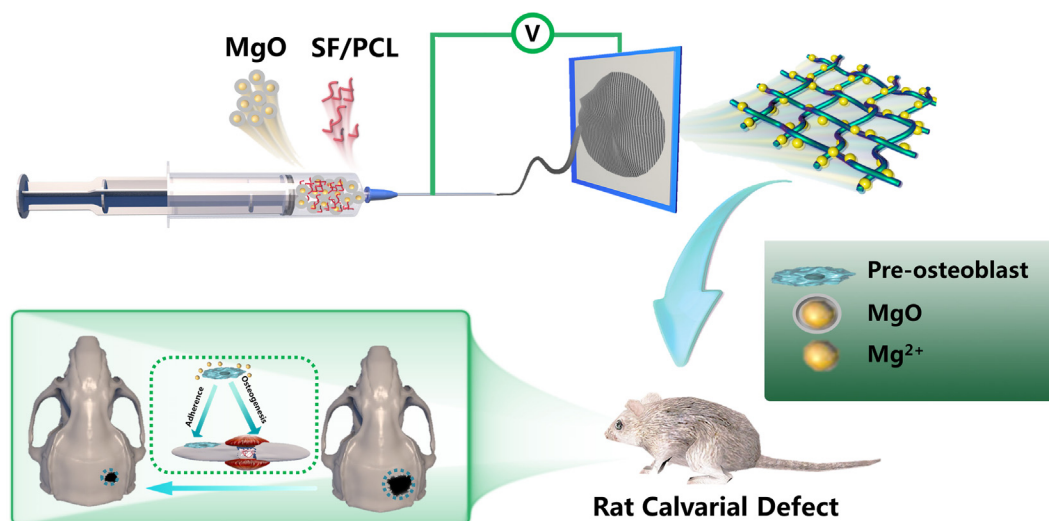 MgO
SF/PCL
V
Pre-osteoblast
MgO
Mg²⁺
Adherence
Osteogenesis
Rat Calvarial Defect